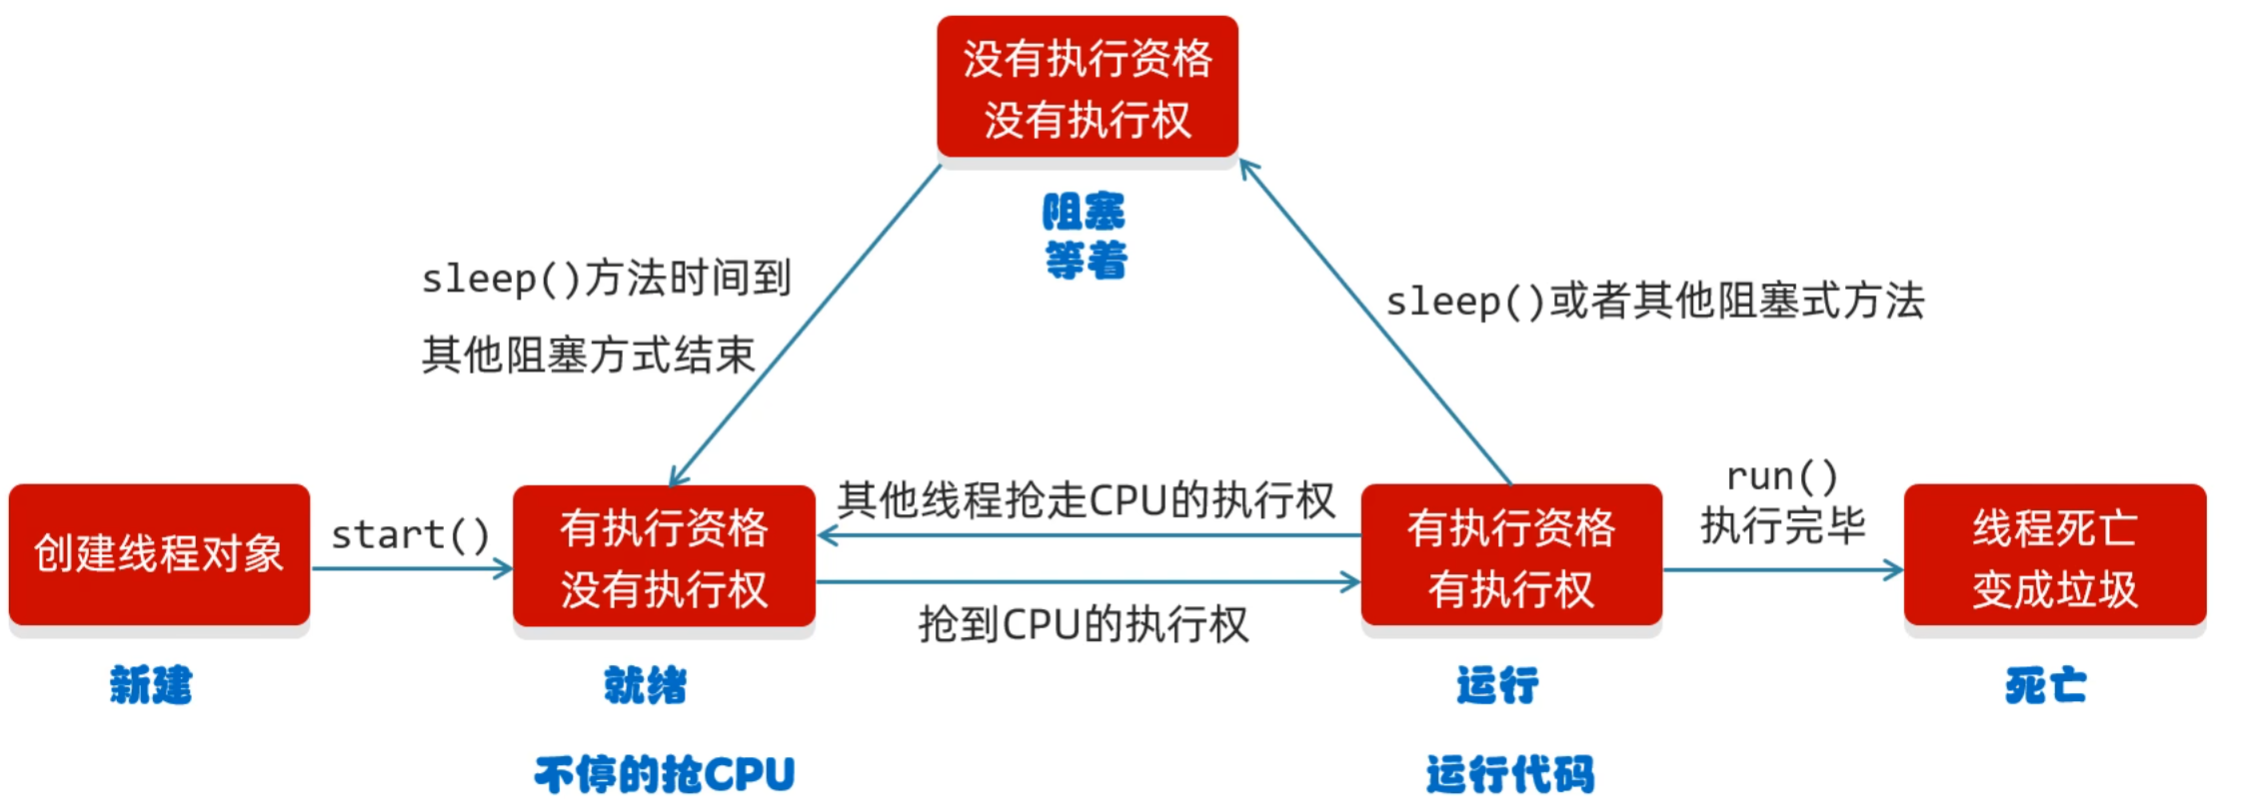 没有执行资格
没有执行权
阻塞
等着
sleep()方法时间到
其他阻塞方式结束
sleep()或者其他阻塞式方法
创建线程对象
start()
有执行资格
没有执行权
其他线程抢走CPU的执行权
抢到CPU的执行权
有执行资格
有执行权
run()
执行完毕
线程死亡
变成垃圾
新建
就绪
运行
死亡
不停的抢CPU
运行代码